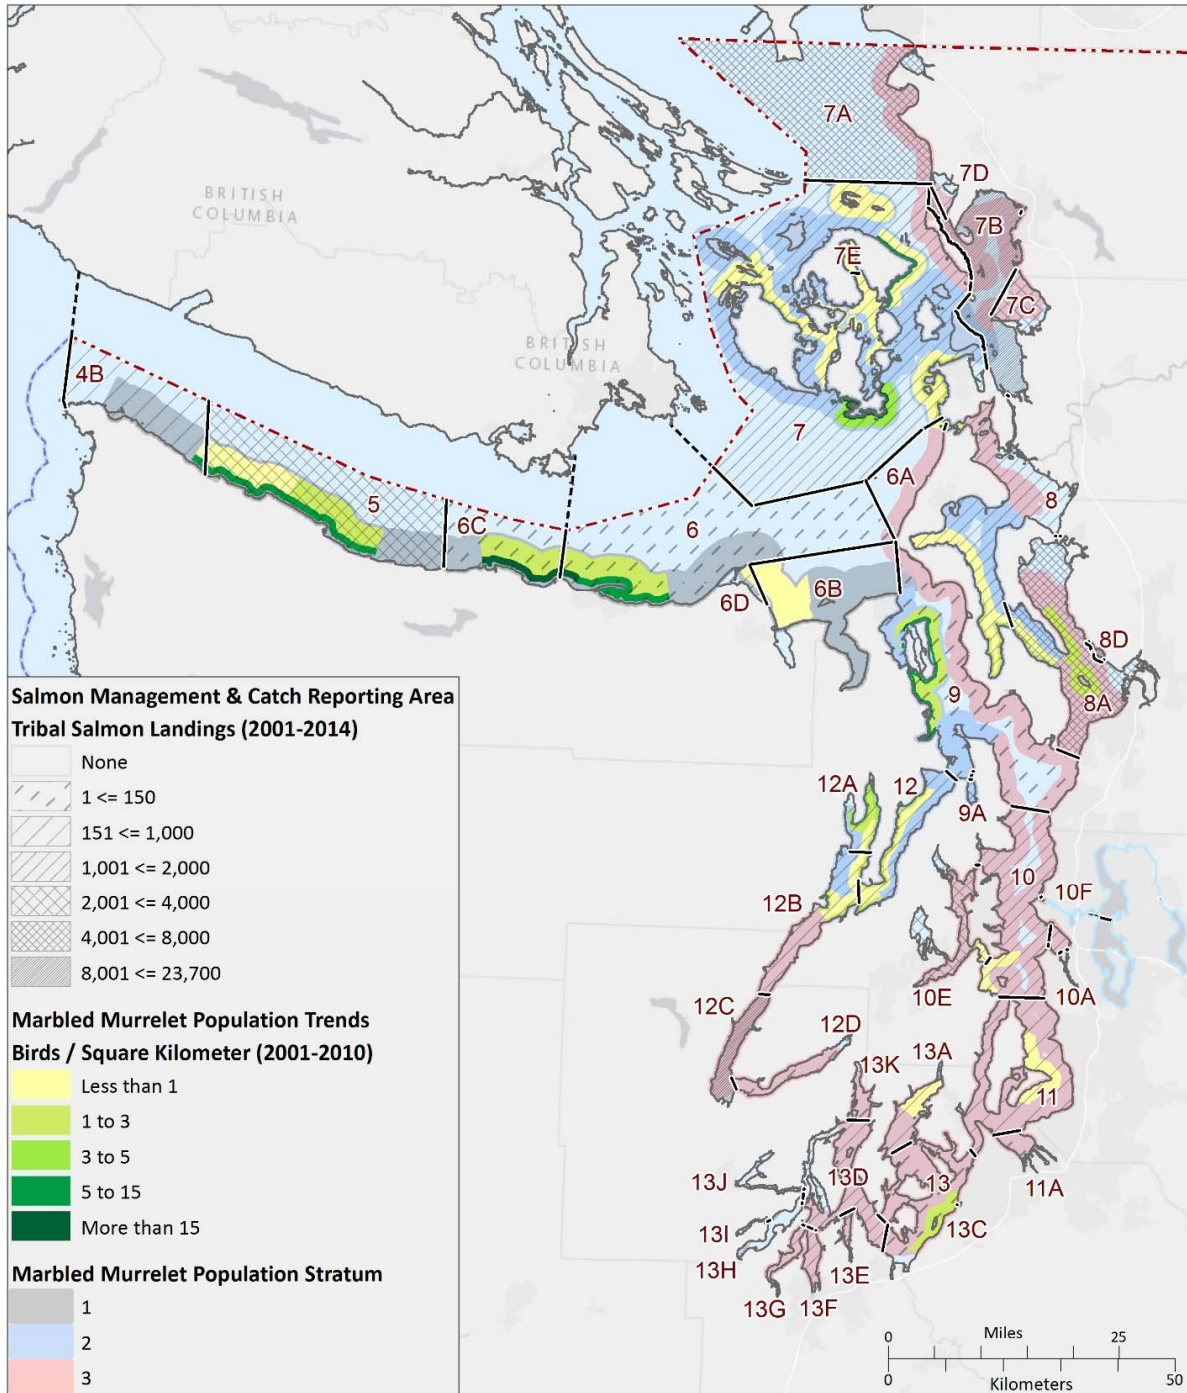 7A
7D
BRITISH
COLUMBIA
7B
7E
7C
BRITISH
COLUMBIA
4B
7
6A
5
6C
6
8
6D
6B
8D
9
8A
Salmon Management & Catch Reporting Area
Tribal Salmon Landings (2001-2014)
None
1 <= 150
151 <= 1,000
1,001 <= 2,000
2,001 <= 4,000
4,001 <= 8,000
8,001 <= 23,700
Marbled Murrelet Population Trends
Birds / Square Kilometer (2001-2010)
Less than 1
1 to 3
3 to 5
5 to 15
More than 15
Marbled Murrelet Population Stratum
1
2
3
12A
12
9A
10
10F
12B
10E
10A
12C
12D
13K
13A
11
13J
13D
13
11A
13I
13C
13H
13E
13G
13F
0
Miles
25
0
Kilometers
50